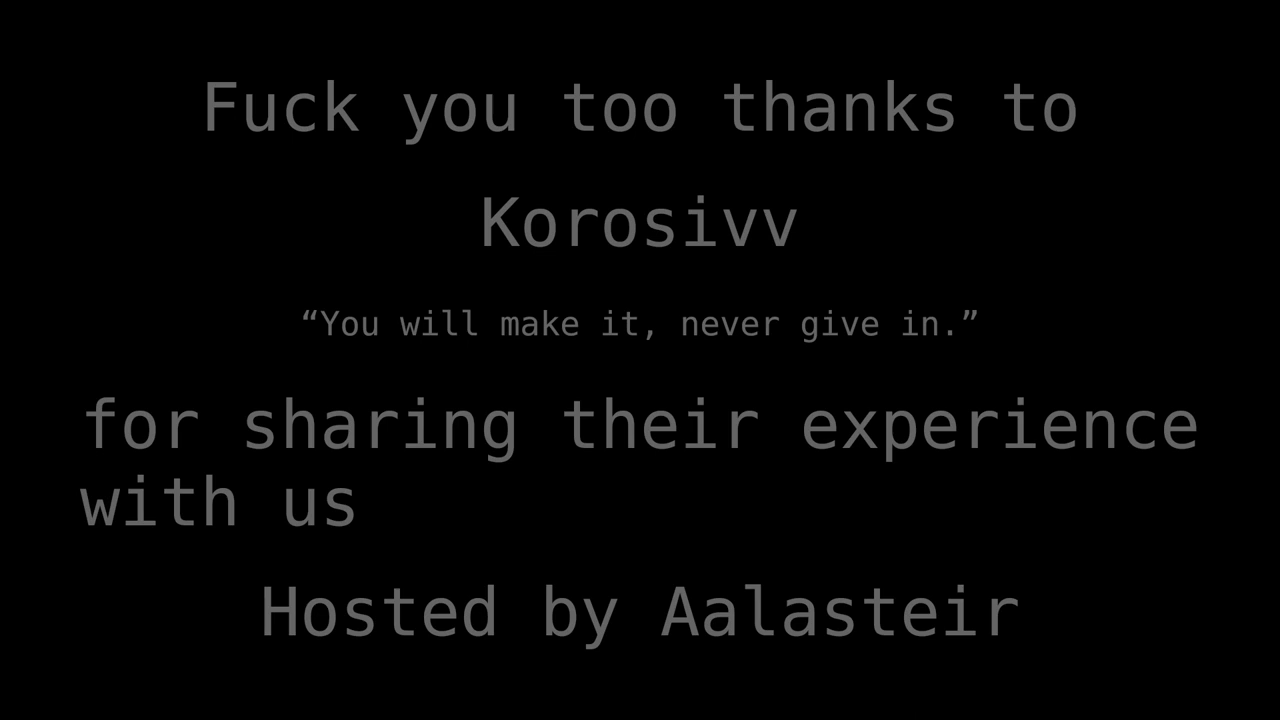 Fuck you too thanks to
Korosivv
“You will make it, never give in.”
for sharing their experience
with us
Hosted by Aalasteir